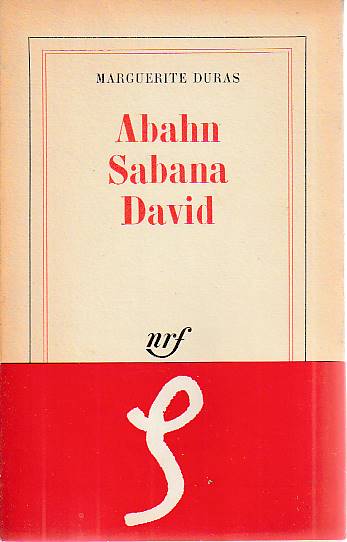 MARGUERITE DURAS
Abahn
Sabana
David
nrf